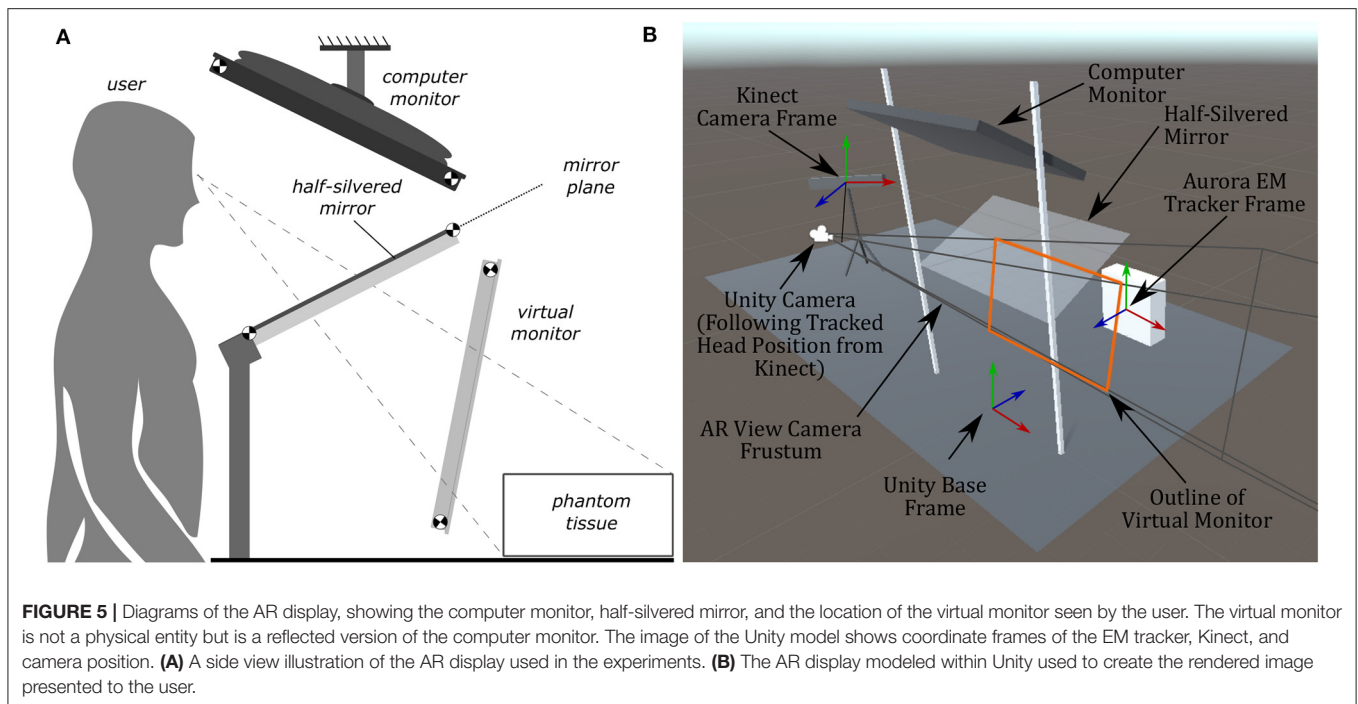 A
user
computer
monitor
half-silvered
mirror
mirror
plane
virtual
monitor
phantom
tissue
B
Kinect
Camera Frame
Computer
Monitor
Half-Silvered
Mirror
Aurora EM
Tracker Frame
Unity Camera
(Following Tracked
Head Position from
Kinect)
AR View Camera
Frustum
Unity Base
Frame
Outline of
Virtual Monitor
FIGURE 5 | Diagrams of the AR display, showing the computer monitor, half-silvered mirror, and the location of the virtual monitor seen by the user. The virtual monitor
is not a physical entity but is a reflected version of the computer monitor. The image of the Unity model shows coordinate frames of the EM tracker, Kinect, and
camera position. (A) A side view illustration of the AR display used in the experiments. (B) The AR display modeled within Unity used to create the rendered image
presented to the user.